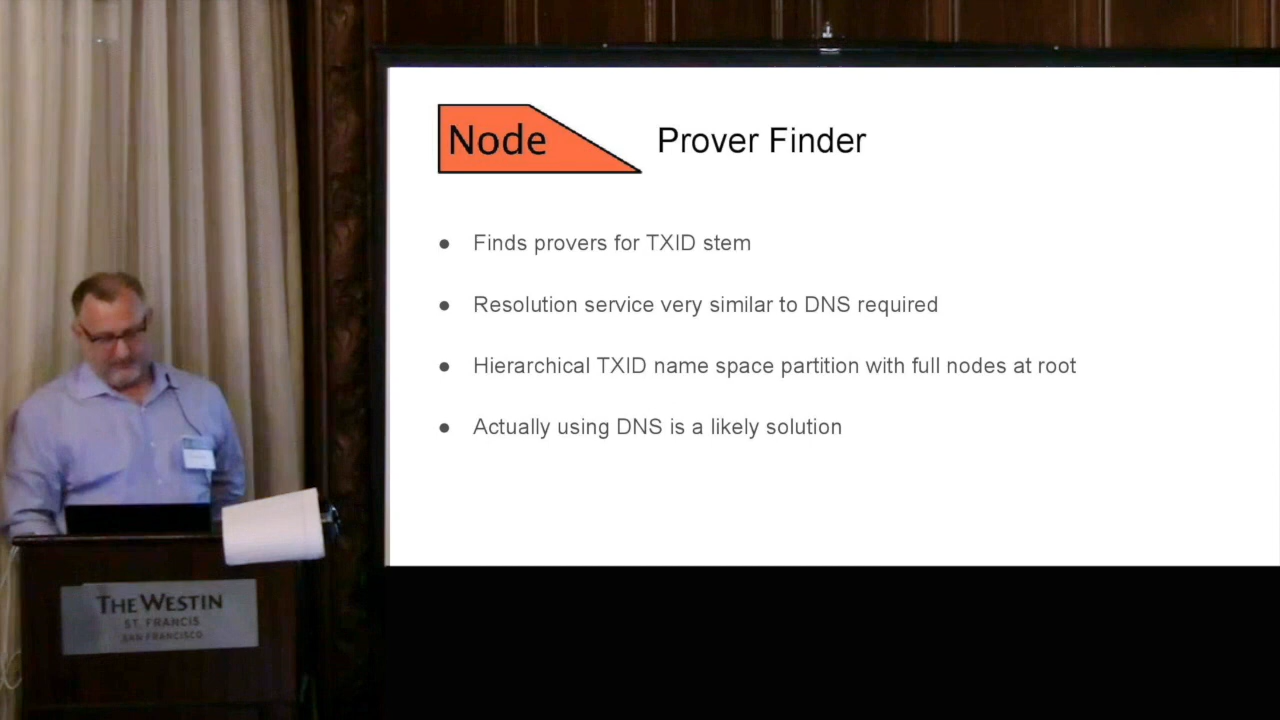 Node
Prover Finder
● Finds provers for TXID stem
● Resolution service very similar to DNS required
● Hierarchical TXID name space partition with full nodes at root
● Actually using DNS is a likely solution
THE WESTIN
ST. FRANCIS
SAN FRANCISCO